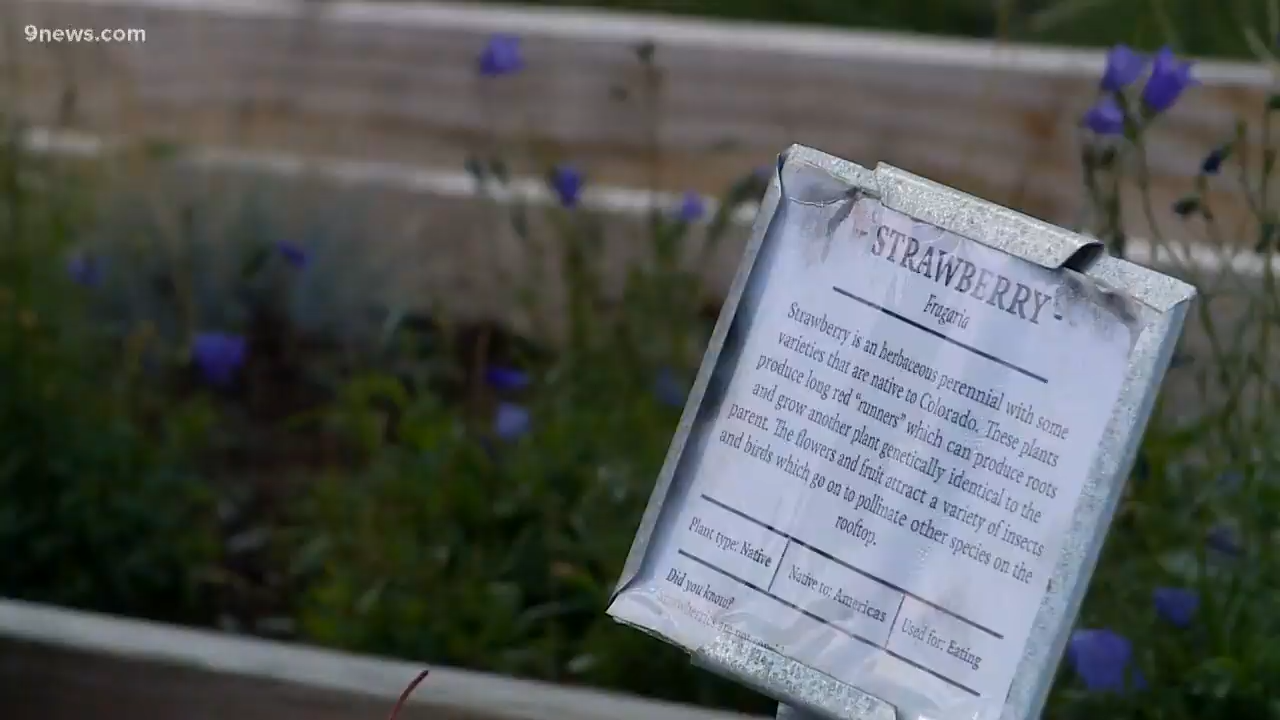 9news.com
- STRAWBERRY -
Fragaria
Strawberry is an herbaceous perennial with some
varieties that are native to Colorado. These plants
produce long red "runners" which can produce roots
and grow another plant genetically identical to the
parent. The flowers and fruit attract a variety of insects
and birds which go on to pollinate other species on the
rooftop.
Plant type: Native
Native to: Americas
Used for: Eating
Did you know?
Strawberries are not